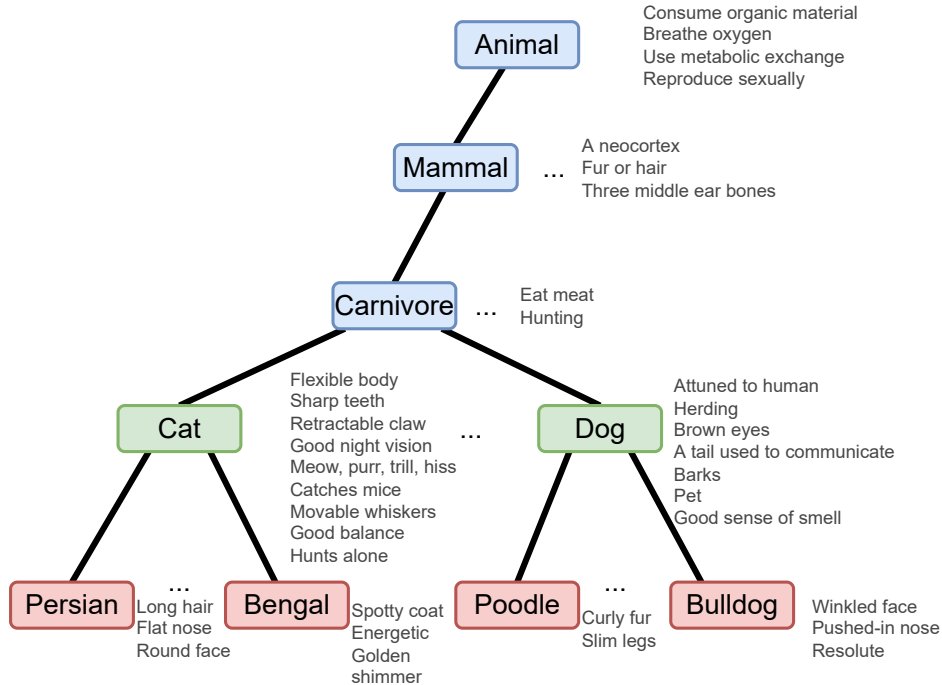 Animal
Consume organic material
Breathe oxygen
Use metabolic exchange
Reproduce sexually
Mammal
...
A neocortex
Fur or hair
Three middle ear bones
Carnivore
...
Eat meat
Hunting
Cat
Flexible body
Sharp teeth
Retractable claw
Good night vision
Meow, purr, trill, hiss
Catches mice
Movable whiskers
Good balance
Hunts alone
...
Dog
Attuned to human
Herding
Brown eyes
A tail used to communicate
Barks
Pet
Good sense of smell
Persian
...
Long hair
Flat nose
Round face
Bengal
Spotty coat
Energetic
Golden
shimmer
Poodle
...
Curly fur
Slim legs
Bulldog
Winkled face
Pushed-in nose
Resolute